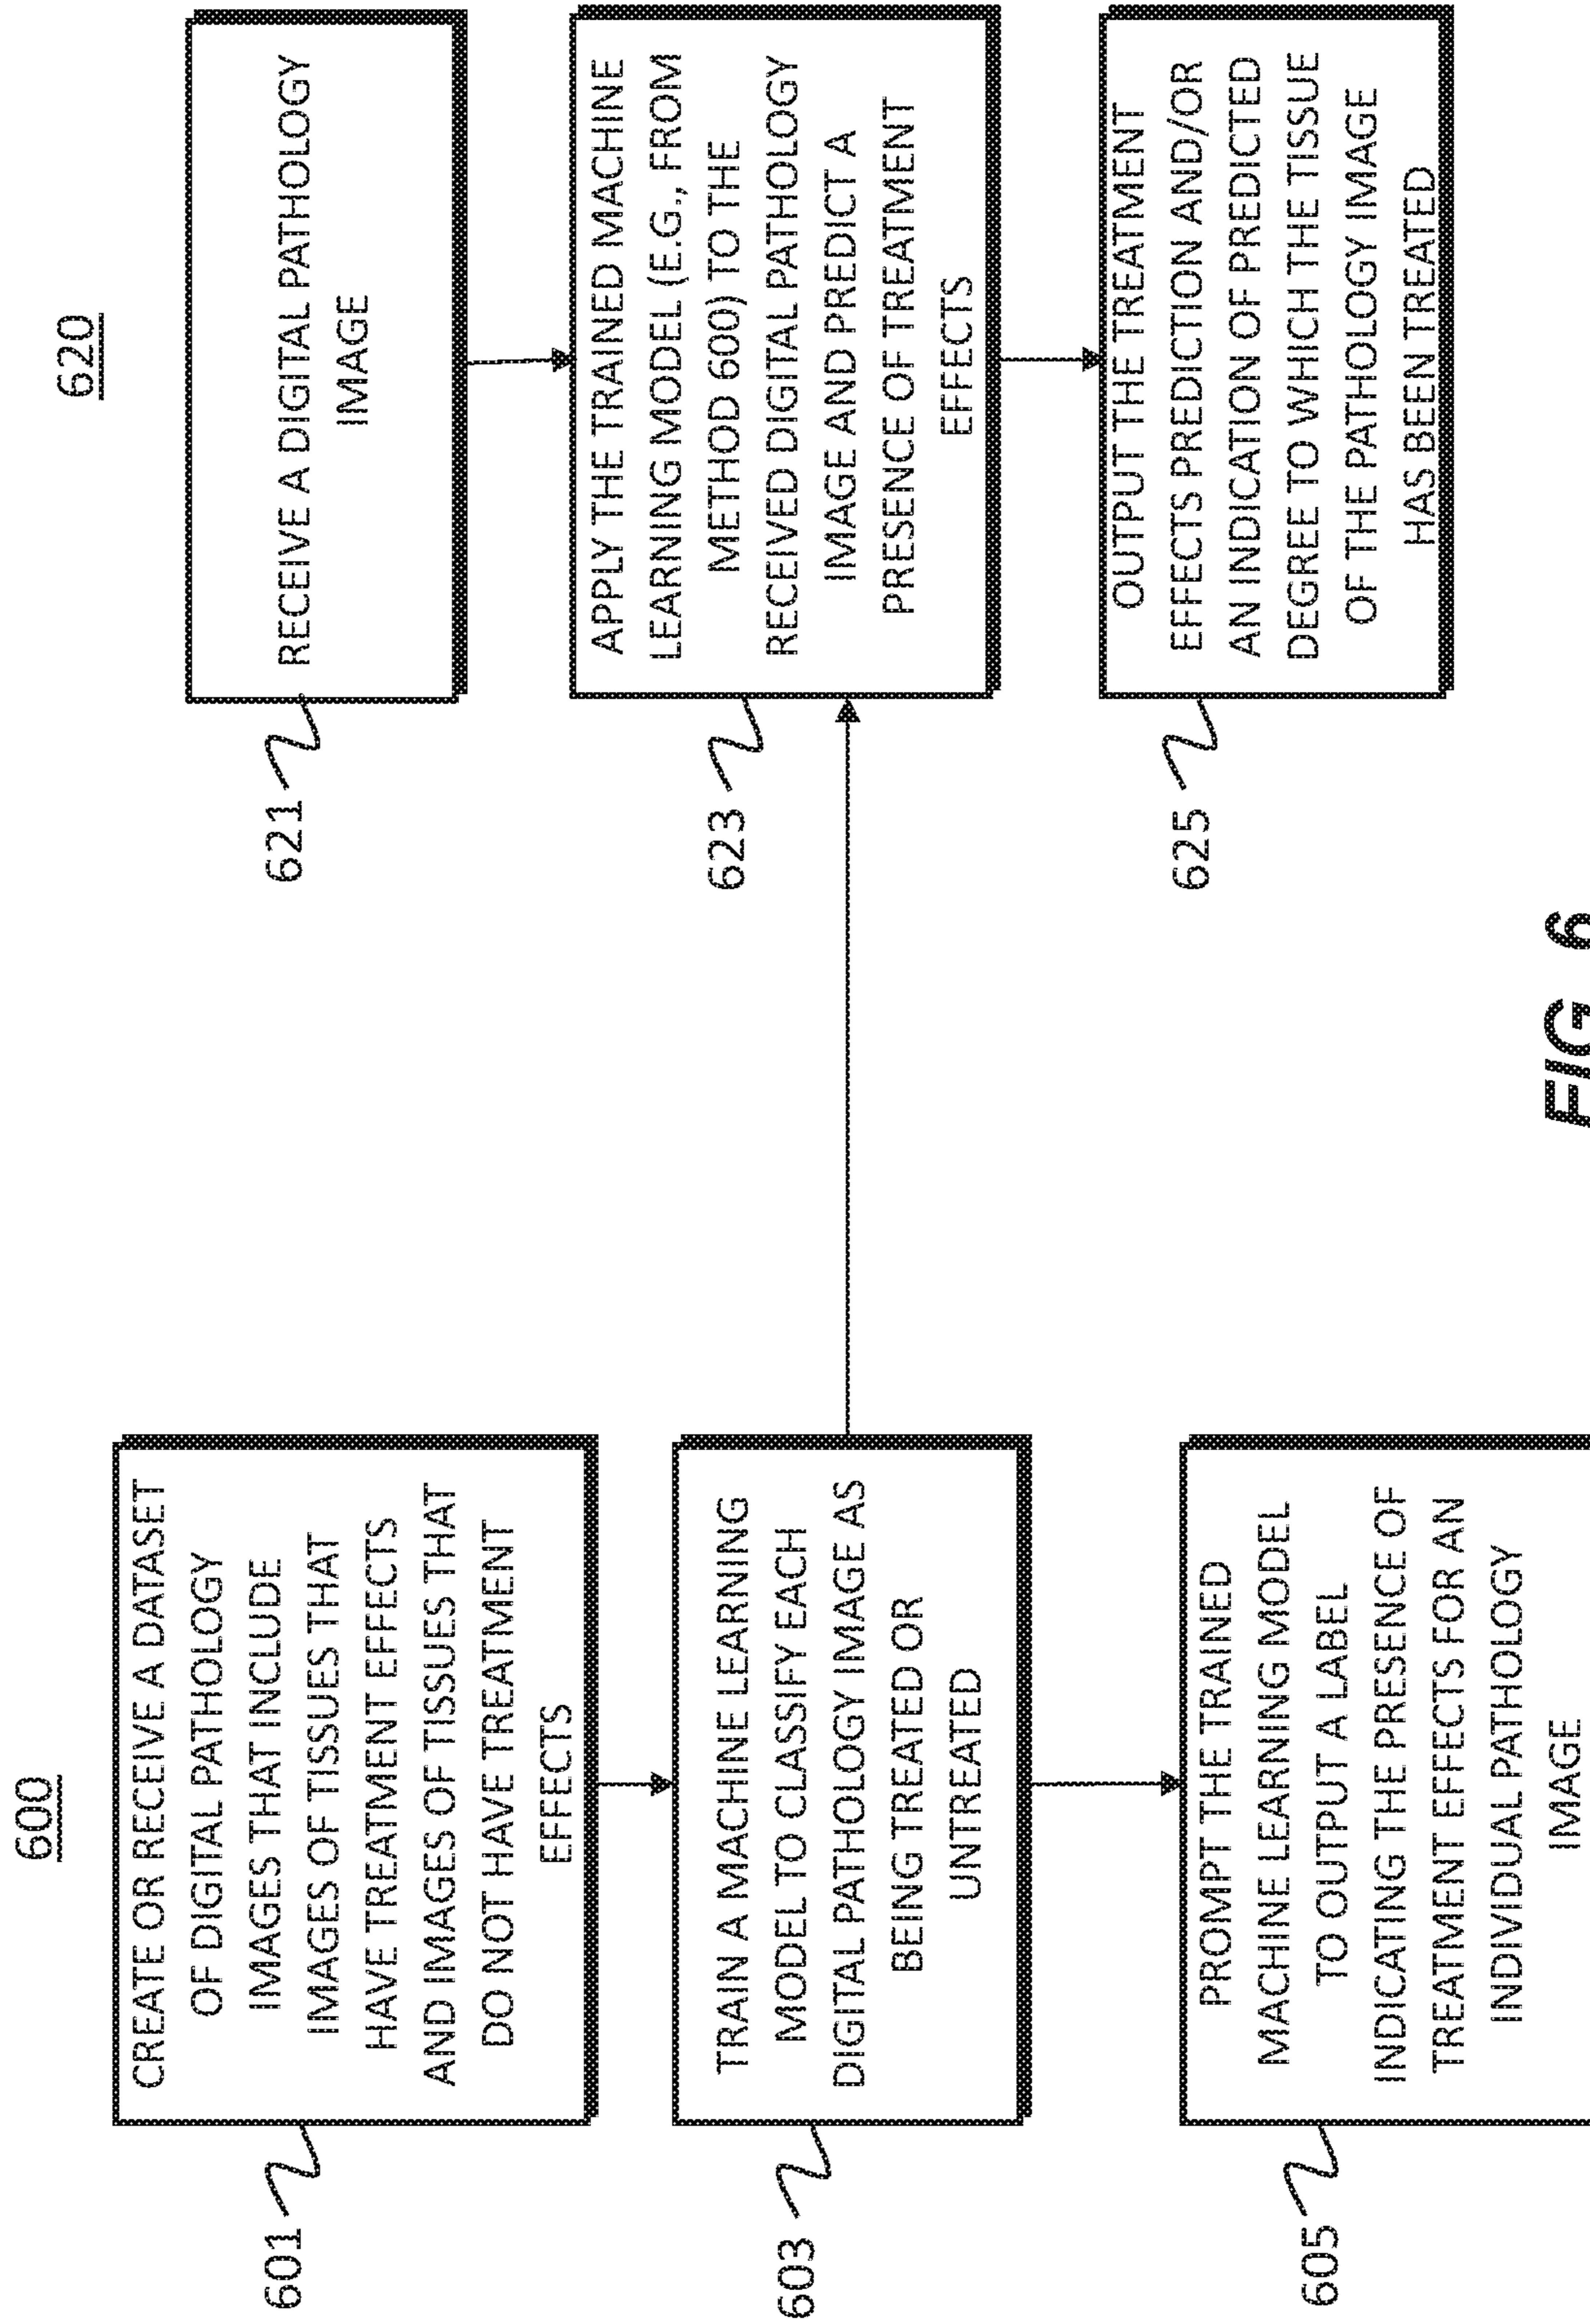 600
601
CREATE OR RECEIVE A DATASET
OF DIGITAL PATHOLOGY
IMAGES THAT INCLUDE
IMAGES OF TISSUES THAT
HAVE TREATMENT EFFECTS
AND IMAGES OF TISSUES THAT
DO NOT HAVE TREATMENT
EFFECTS
603
TRAIN A MACHINE LEARNING
MODEL TO CLASSIFY EACH
DIGITAL PATHOLOGY IMAGE AS
BEING TREATED OR
UNTREATED
605
PROMPT THE TRAINED
MACHINE LEARNING MODEL
TO OUTPUT A LABEL
INDICATING THE PRESENCE OF
TREATMENT EFFECTS FOR AN
INDIVIDUAL PATHOLOGY
IMAGE
620
621
RECEIVE A DIGITAL PATHOLOGY
IMAGE
623
APPLY THE TRAINED MACHINE
LEARNING MODEL (E.G., FROM
METHOD 600) TO THE
RECEIVED DIGITAL PATHOLOGY
IMAGE AND PREDICT A
PRESENCE OF TREATMENT
EFFECTS
625
OUTPUT THE TREATMENT
EFFECTS PREDICTION AND/OR
AN INDICATION OF PREDICTED
DEGREE TO WHICH THE TISSUE
OF THE PATHOLOGY IMAGE
HAS BEEN TREATED
FIG. 6